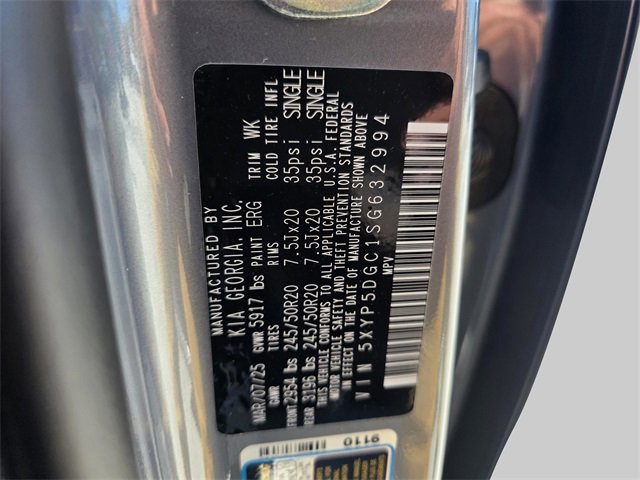 MANUFACTURED BY
KIA GEORGIA, INC.
MAR/07/25 GVWR 5917 lbs PAINT ERG TRIM WK
GAWR TIRES RIMS COLD TIRE INFL
FRONT 2954 lbs 245/50R20 7.5Jx20 35psi SINGLE
REAR 3196 lbs 245/50R20 7.5Jx20 35psi SINGLE
THIS VEHICLE CONFORMS TO ALL APPLICABLE U.S.A. FEDERAL
MOTOR VEHICLE SAFETY AND THEFT PREVENTION STANDARDS
IN EFFECT ON THE DATE OF MANUFACTURE SHOWN ABOVE
VIN 5XYP5DGC1SG632994
MPV
9110